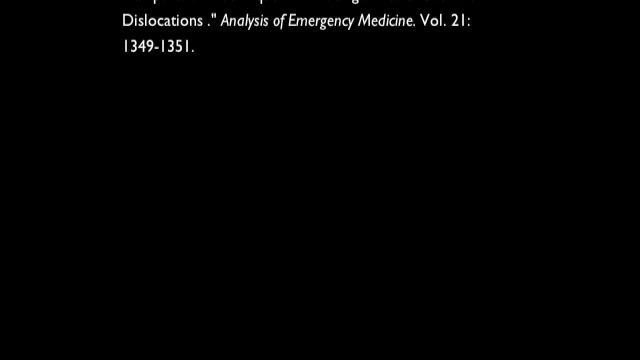 Dislocations ." Analysis of Emergency Medicine. Vol. 21:
1349-1351.